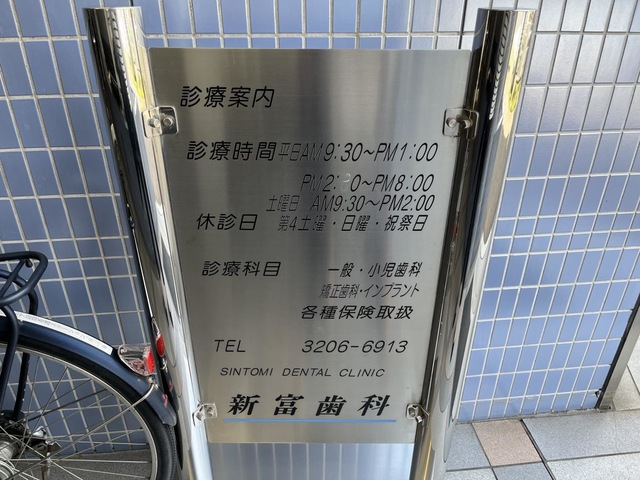 診療案内
診療時間 平日AM9:30～PM1:00
PM2: 0～PM8:00
土曜日 AM9:30～PM2:00
休診日 第4土曜・日曜・祝祭日
診療科目 一般・小児歯科
矯正歯科・インプラント
各種保険取扱
TEL 3206-6913
SINTOMI DENTAL CLINIC
新富歯科